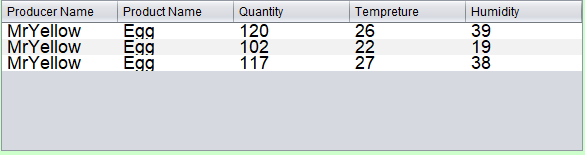 Producer Name Product Name Quantity Tempreture Humidity
MrYellow Egg 120 26 39
MrYellow Egg 102 22 19
MrYellow Egg 117 27 38